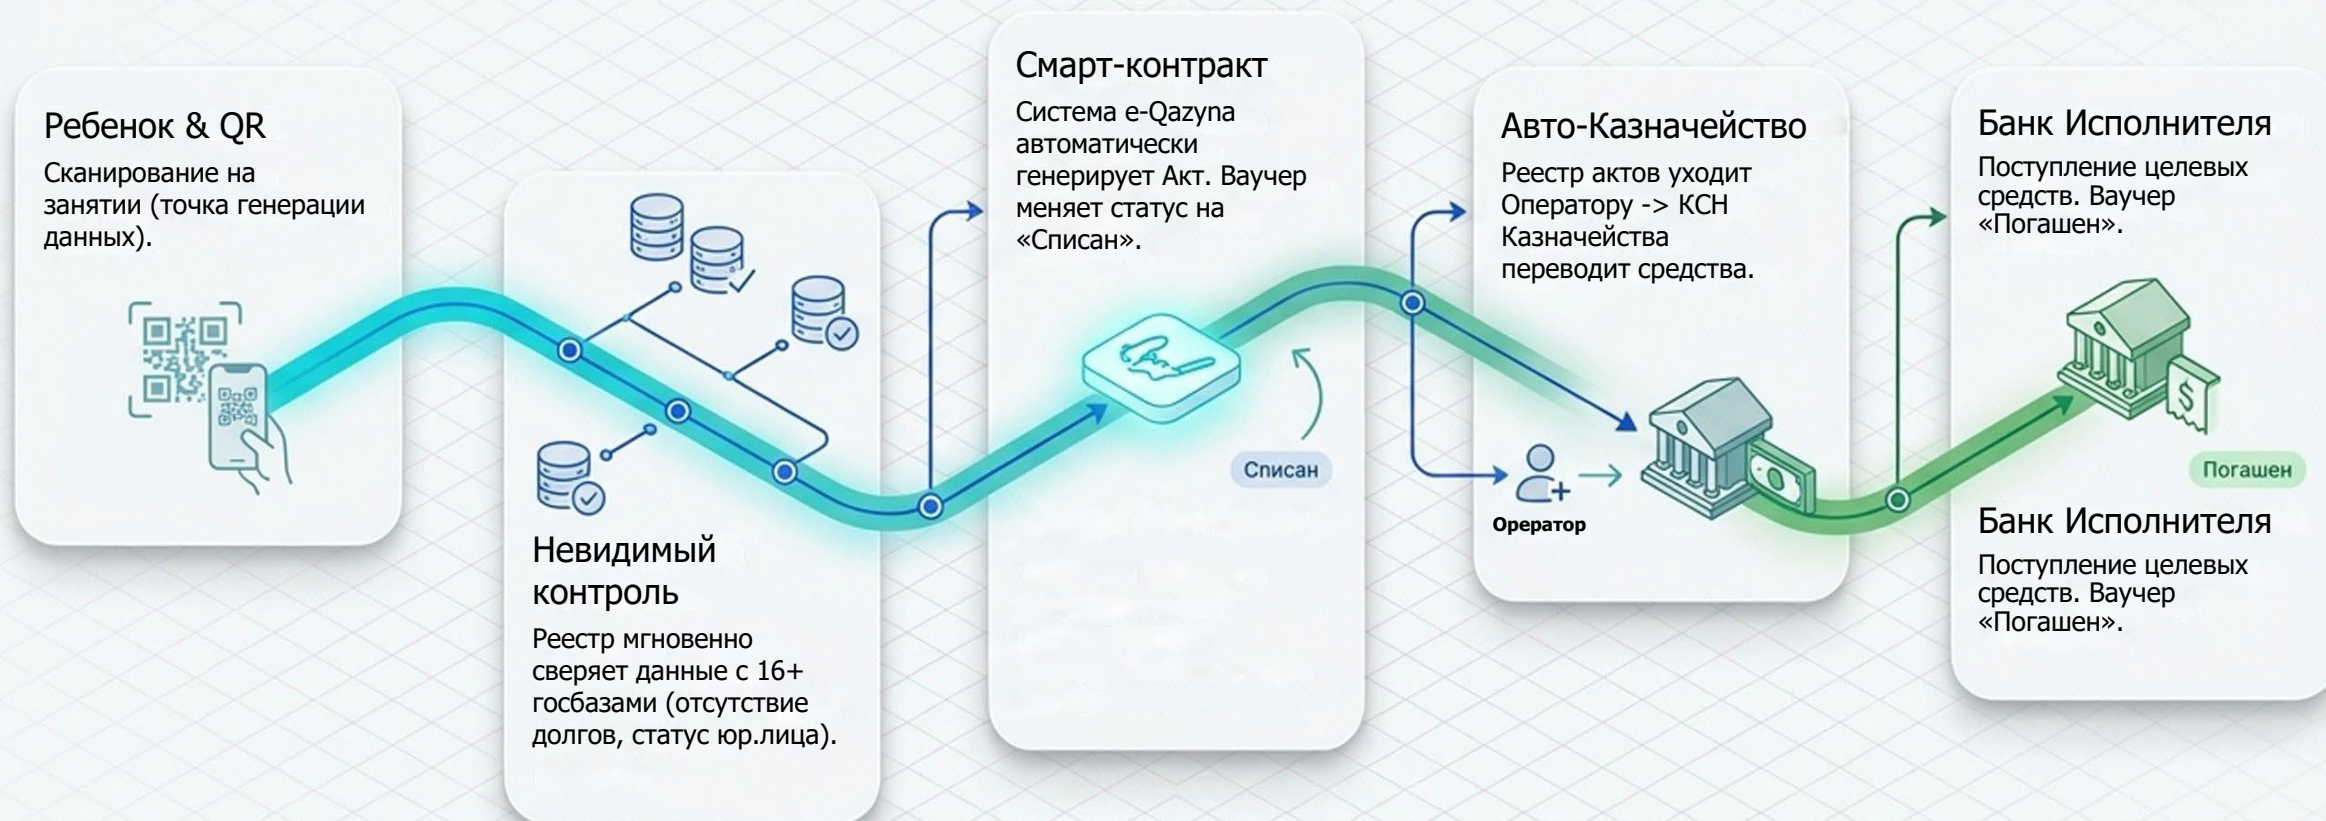 Ребенок & QR
Сканирование на
занятии (точка генерации
данных).
Невидимый
контроль
Реестр мгновенно
сверяет данные с 16+
госбазами (отсутствие
долгов, статус юр.лица).
Смарт-контракт
Система e-Qazyna
автоматически
генерирует Акт. Ваучер
меняет статус на
«Списан».
Списан
Авто-Казначейство
Реестр актов уходит
Оператору -> КСН
Казначейства
переводит средства.
Орератор
Банк Исполнителя
Поступление целевых
средств. Ваучер
«Погашен».
$
Погашен
Банк Исполнителя
Поступление целевых
средств. Ваучер
«Погашен».